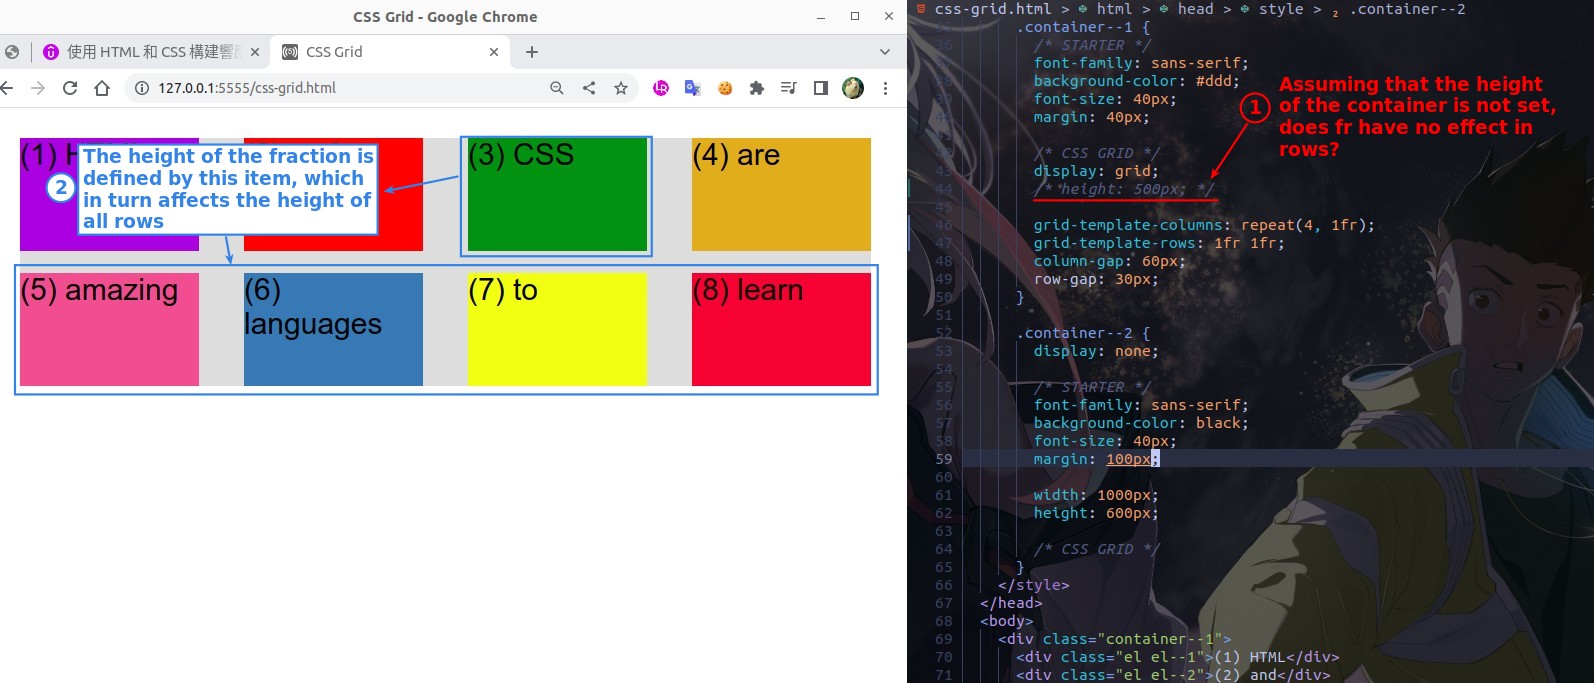 CSS Grid - Google Chrome
使用 HTML 和 CSS 構建響應
CSS Grid
127.0.0.1:5555/css-grid.html
(1) H
(3) CSS
(4) are
The height of the fraction is
defined by this item, which
in turn affects the height of
all rows
2
(5) amazing
(6)
languages
(7) to
(8) learn
css-grid.html > html > head > style > .container--2
.container--1 {
36 /* STARTER */
font-family: sans-serif;
background-color: #ddd;
font-size: 40px;
margin: 40px;
/* CSS GRID */
43 display: grid;
44 /* height: 500px; */
45
46 grid-template-columns: repeat(4, 1fr);
47 grid-template-rows: 1fr 1fr;
48 column-gap: 60px;
49 row-gap: 30px;
50 }
51
52 .container--2 {
53 display: none;
54
55 /* STARTER */
56 font-family: sans-serif;
57 background-color: black;
58 font-size: 40px;
59 margin: 100px;
60
61 width: 1000px;
62 height: 600px;
63
64 /* CSS GRID */
65 }
66 </style>
67 </head>
68 <body>
69 <div class="container--1">
70 <div class="el el--1">(1) HTML</div>
71 <div class="el el--2">(2) and</div>
1
Assuming that the height
of the container is not set,
does fr have no effect in
rows?